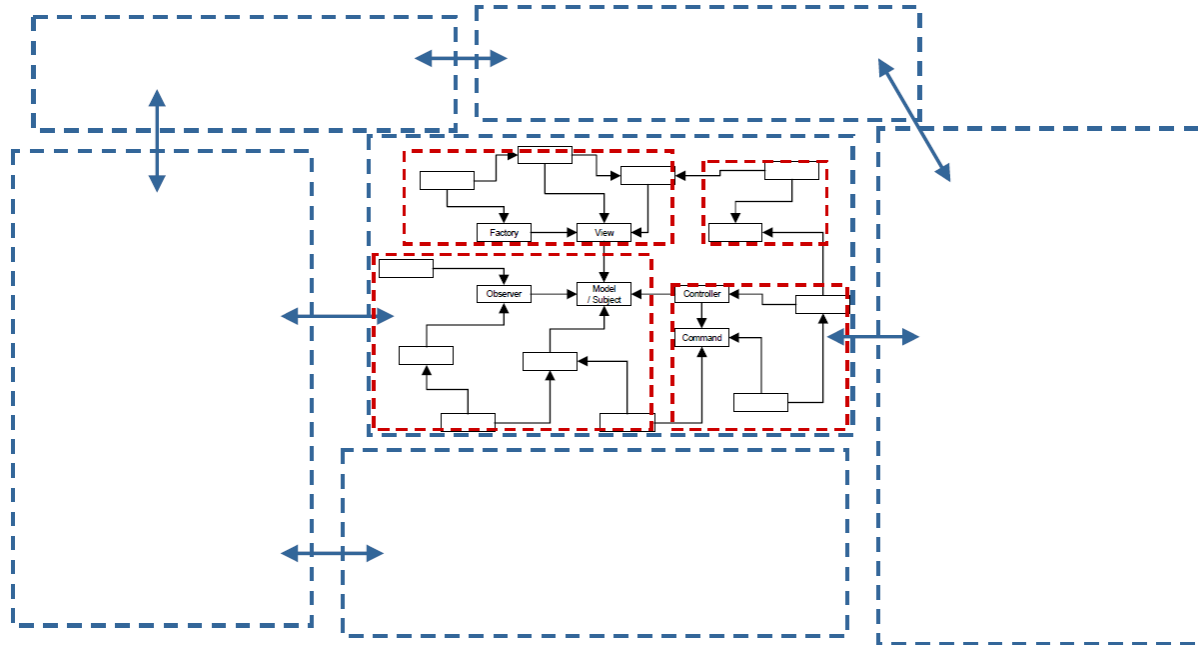 Factory
View
Observer
Model
/ Subject
Controller
Command